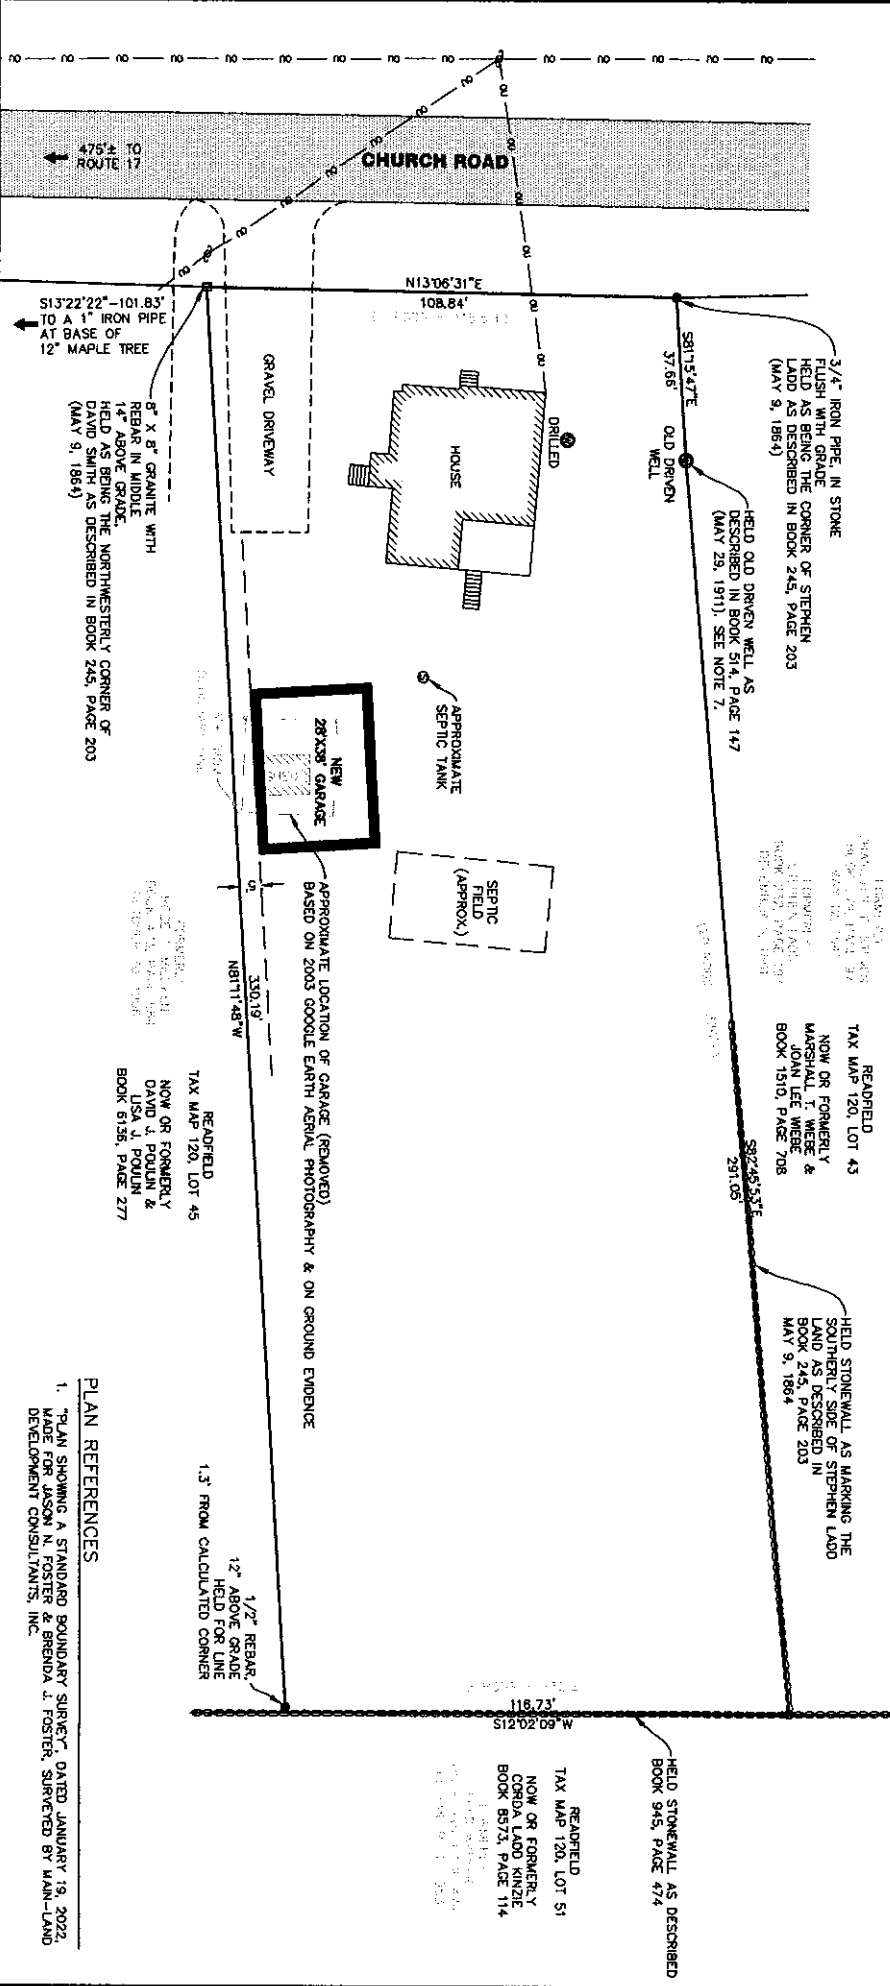 CHURCH ROAD
475'± TO
ROUTE 17
N13°06'31"E
108.84'
S13°22'22"-101.83'
TO A 1" IRON PIPE
AT BASE OF
12" MAPLE TREE
3/4" IRON PIPE, IN STONE
FLUSH WITH GRADE
HELD AS BEING THE CORNER OF STEPHEN
LADD AS DESCRIBED IN BOOK 245, PAGE 203
(MAY 9, 1864)
S81°15'47"E
37.66'
OLD DRIVEN
WELL
HELD OLD DRIVEN WELL AS
DESCRIBED IN BOOK 514, PAGE 147
(MAY 29, 1911). SEE NOTE 7.
DRILLED
HOUSE
GRAVEL DRIVEWAY
8" X 8" GRANITE WITH
REBAR IN MIDDLE
14" ABOVE GRADE,
HELD AS BEING THE NORTHWESTERLY CORNER OF
DAVID SMITH AS DESCRIBED IN BOOK 245, PAGE 203
(MAY 9, 1864)
S
APPROXIMATE
SEPTIC TANK
NEW
28'X38' GARAGE
SEPTIC
FIELD
(APPROX.)
APPROXIMATE LOCATION OF GARAGE (REMOVED)
BASED ON 2003 GOOGLE EARTH AERIAL PHOTOGRAPHY & ON GROUND EVIDENCE
330.19'
N81°11'48"W
READFIELD
TAX MAP 120, LOT 43
NOW OR FORMERLY
MARSHALL T. WIEBE &
JOAN LEE WIEBE
BOOK 1510, PAGE 708
S82°45'53"E
291.05'
READFIELD
TAX MAP 120, LOT 45
NOW OR FORMERLY
DAVID J. POULIN &
LISA J. POULIN
BOOK 6136, PAGE 277
HELD STONEWALL AS MARKING THE
SOUTHERLY SIDE OF STEPHEN LADD
LAND AS DESCRIBED IN
BOOK 245, PAGE 203
MAY 9, 1864
1/2" REBAR,
12" ABOVE GRADE
HELD FOR LINE
1.3' FROM CALCULATED CORNER
116.73'
S12°02'09"W
HELD STONEWALL AS DESCRIBED
BOOK 945, PAGE 474
READFIELD
TAX MAP 120, LOT 51
NOW OR FORMERLY
CORDA LADD KINZIE
BOOK 6573, PAGE 114
PLAN REFERENCES
1. "PLAN SHOWING A STANDARD BOUNDARY SURVEY", DATED JANUARY 19, 2022,
MADE FOR JASON N. FOSTER & BRENDA J. FOSTER, SURVEYED BY MAIN-LAND
DEVELOPMENT CONSULTANTS, INC.